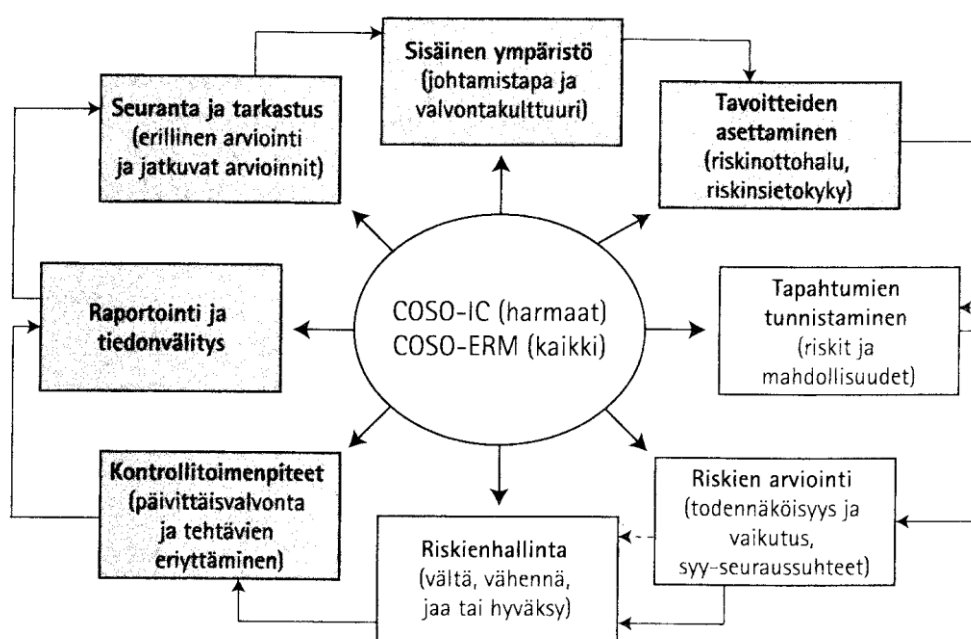 Sisäinen ympäristö
(johtamistapa ja
valvontakulttuuri)
Tavoitteiden
asettaminen
(riskinottohalu,
riskinsietokyky)
Tapahtumien
tunnistaminen
(riskit ja
mahdollisuudet)
Riskien arviointi
(todennäköisyys ja
vaikutus,
syy-seuraussuhteet)
Riskienhallinta
(vältä, vähennä,
jaa tai hyväksy)
Kontrollitoimenpiteet
(päivittäisvalvonta
ja tehtävien
eriyttäminen)
Raportointi ja
tiedonvälitys
Seuranta ja tarkastus
(erillinen arviointi
ja jatkuvat arvioinnit)
COSO-IC (harmaat)
COSO-ERM (kaikki)